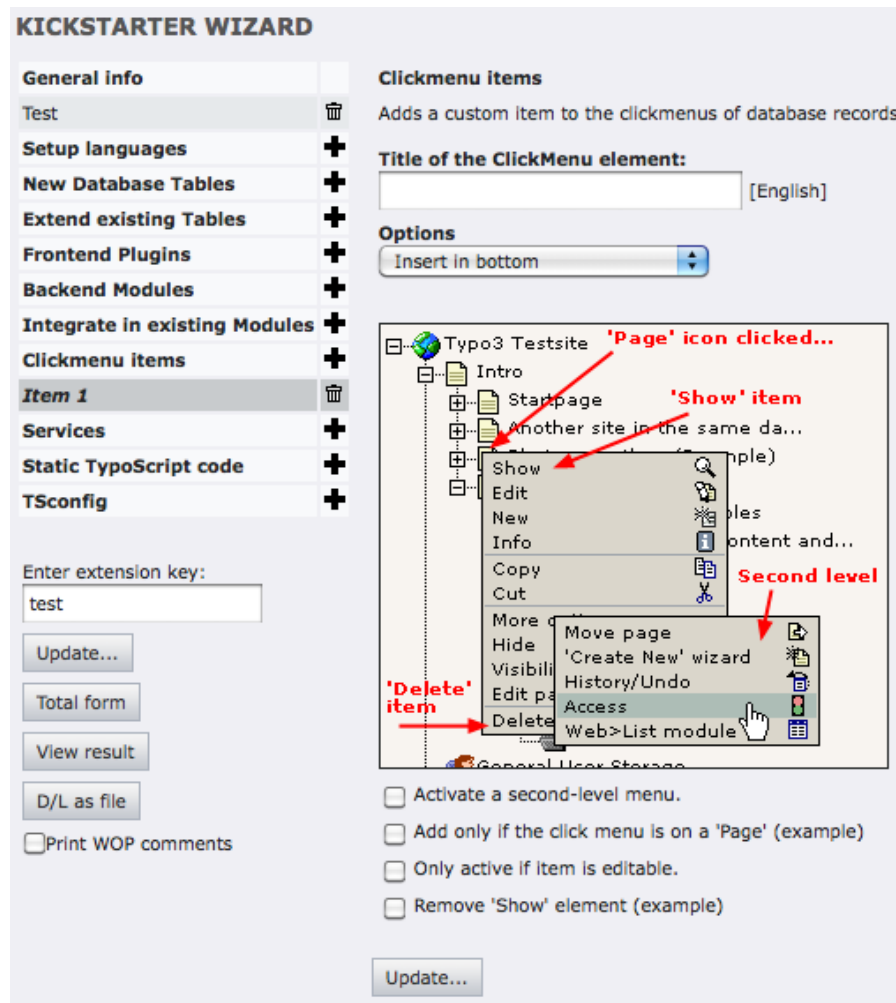 KICKSTARTER WIZARD
General info
Test
Setup languages
New Database Tables
Extend existing Tables
Frontend Plugins
Backend Modules
Integrate in existing Modules
Clickmenu items
Item 1
Services
Static TypoScript code
TSconfig
Enter extension key:
test
Update...
Total form
View result
D/L as file
Print WOP comments
Clickmenu items
Adds a custom item to the clickmenus of database records
Title of the ClickMenu element:
[English]
Options
Insert in bottom
Typo3 Testsite
'Page' icon clicked...
Intro
Startpage
'Show' item
Another site in the same da...
Show
Edit
New
Info
ontent and...
Copy
Cut
Second level
More
Hide
Edit
Delete
'Delete' item
Move page
'Create New' wizard
History/Undo
Access
Web>List module
General User Storage
Activate a second-level menu.
Add only if the click menu is on a 'Page' (example)
Only active if item is editable.
Remove 'Show' element (example)
Update...